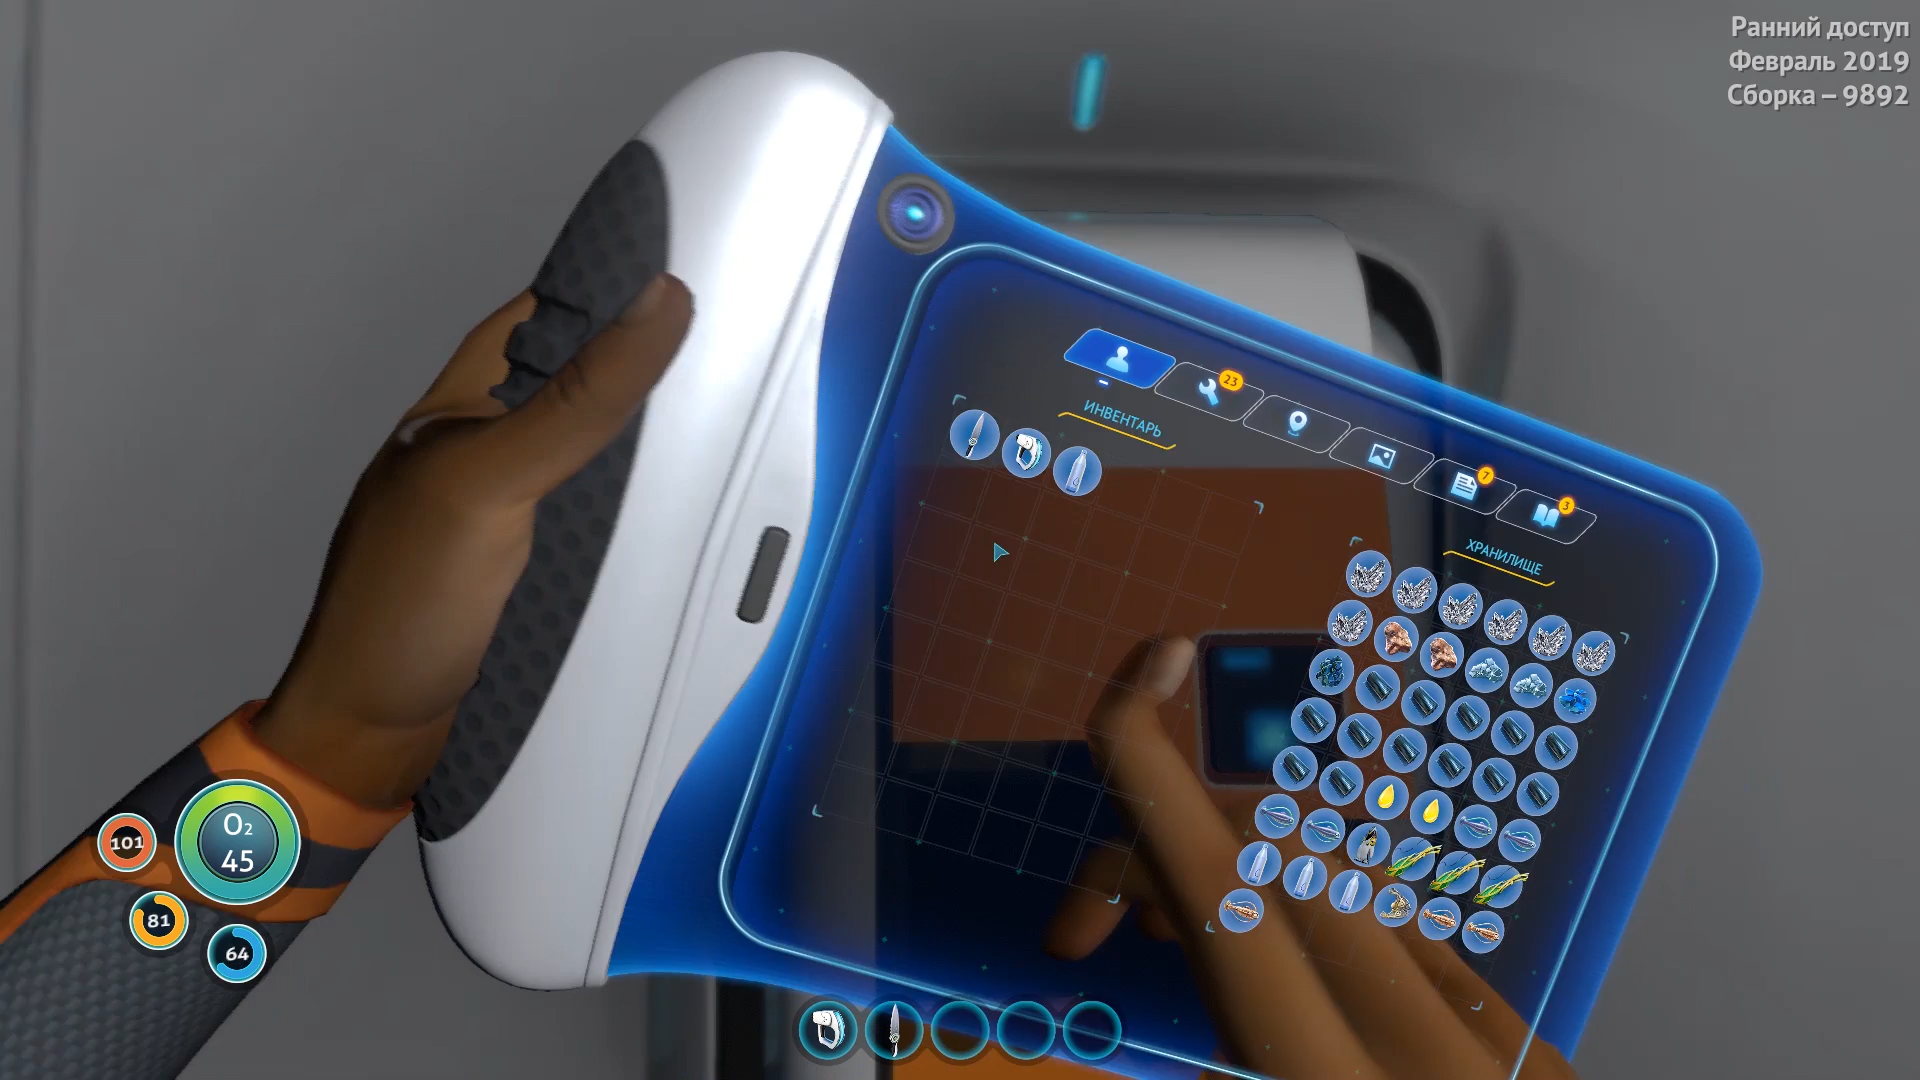 Ранний доступ
Февраль 2019
Сборка – 9892
23
7
3
ИНВЕНТАРЬ
ХРАНИЛИЩЕ
O₂
45
101
81
64